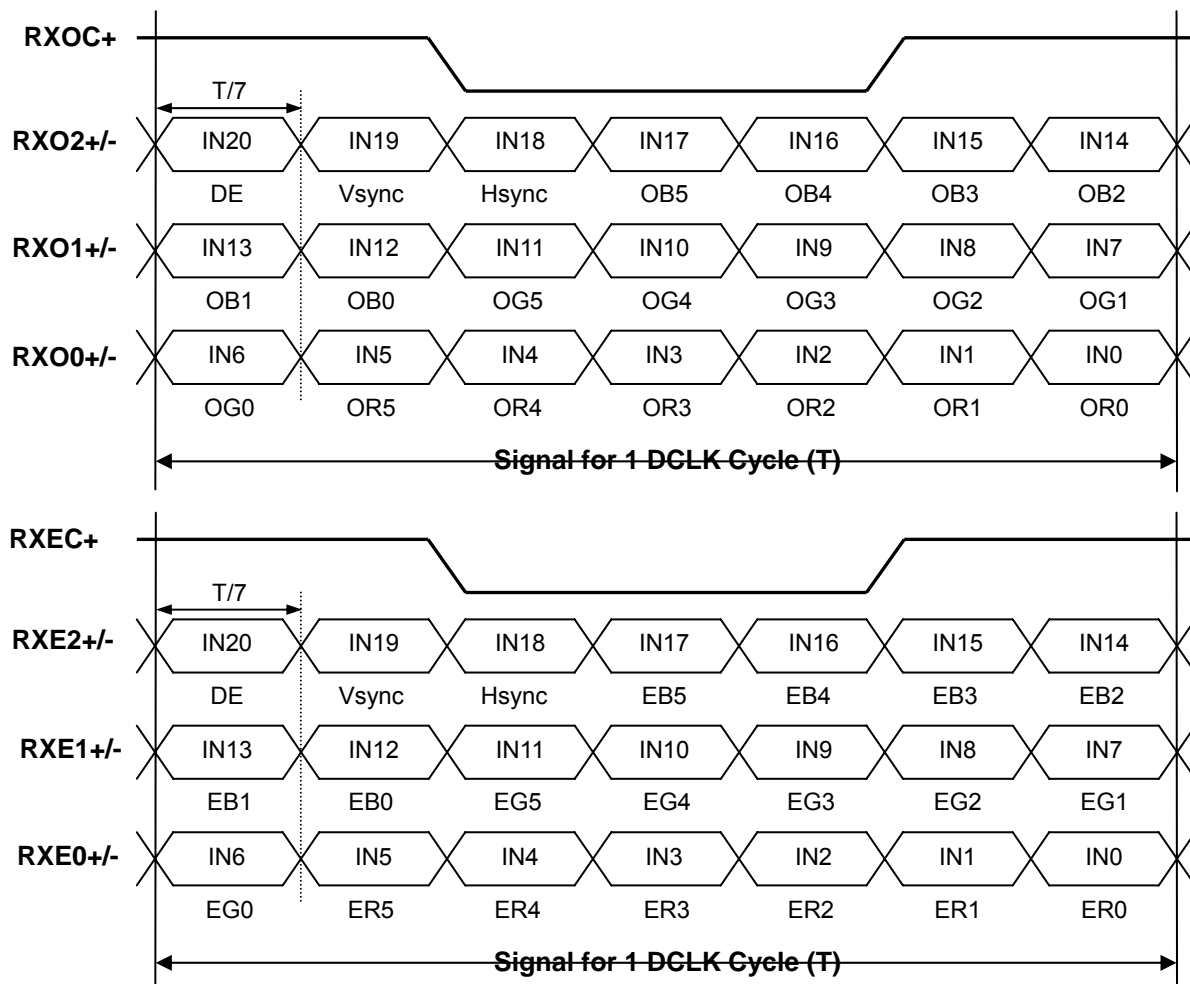 RXOC+
T/7
RXO2+/- IN20 IN19 IN18 IN17 IN16 IN15 IN14
DE Vsync Hsync OB5 OB4 OB3 OB2
RXO1+/- IN13 IN12 IN11 IN10 IN9 IN8 IN7
OB1 OB0 OG5 OG4 OG3 OG2 OG1
RXO0+/- IN6 IN5 IN4 IN3 IN2 IN1 IN0
OG0 OR5 OR4 OR3 OR2 OR1 OR0
Signal for 1 DCLK Cycle (T)
RXEC+
T/7
RXE2+/- IN20 IN19 IN18 IN17 IN16 IN15 IN14
DE Vsync Hsync EB5 EB4 EB3 EB2
RXE1+/- IN13 IN12 IN11 IN10 IN9 IN8 IN7
EB1 EB0 EG5 EG4 EG3 EG2 EG1
RXE0+/- IN6 IN5 IN4 IN3 IN2 IN1 IN0
EG0 ER5 ER4 ER3 ER2 ER1 ER0
Signal for 1 DCLK Cycle (T)